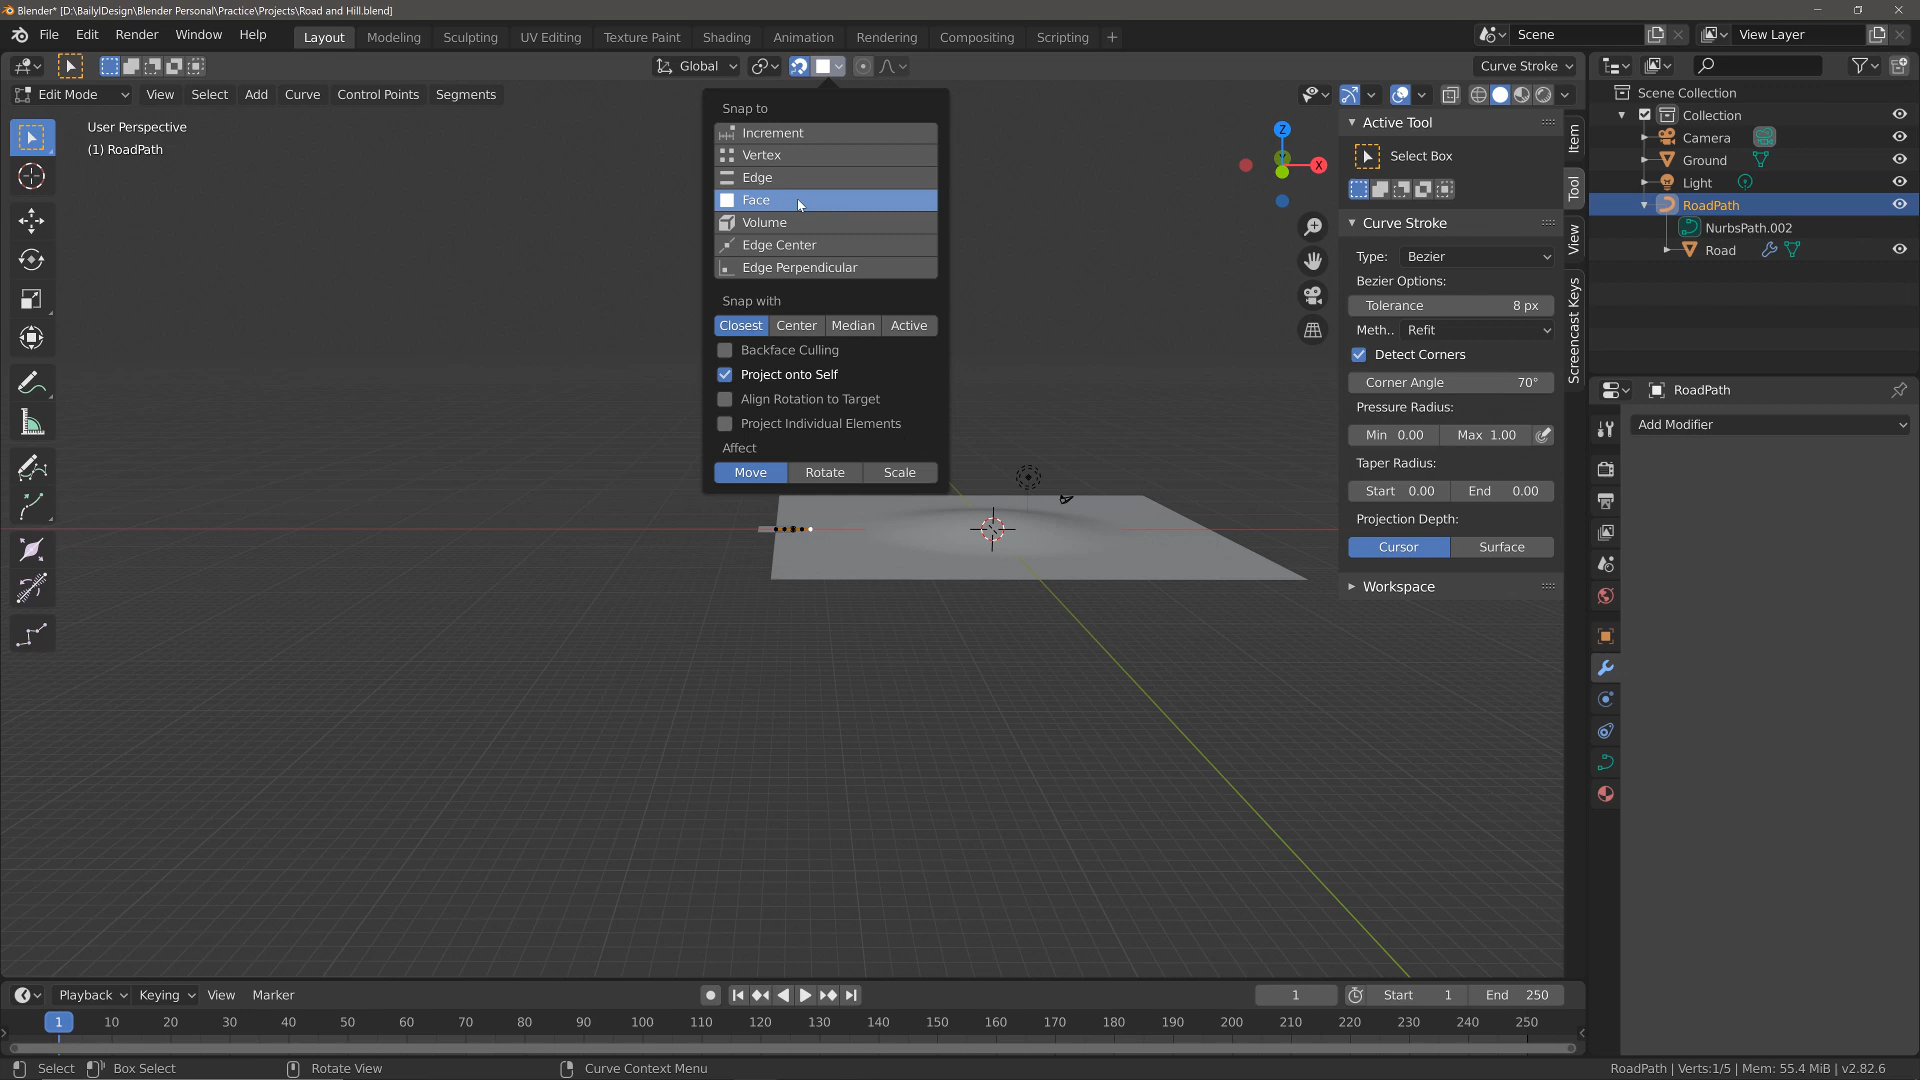 Blender* [D:\BailylDesign\Blender Personal\Practice\Projects\Road and Hill.blend]
File Edit Render Window Help Layout Modeling Sculpting UV Editing Texture Paint Shading Animation Rendering Compositing Scripting + Scene View Layer
Global Curve Stroke
Edit Mode View Select Add Curve Control Points Segments
User Perspective
(1) RoadPath
Snap to
Increment
Vertex
Edge
Face
Volume
Edge Center
Edge Perpendicular
Snap with
Closest Center Median Active
Backface Culling
Project onto Self
Align Rotation to Target
Project Individual Elements
Affect
Move Rotate Scale
Z
Y
X
Active Tool
Select Box
Curve Stroke
Type: Bezier
Bezier Options:
Tolerance 8 px
Meth.. Refit
Detect Corners
Corner Angle 70°
Pressure Radius:
Min 0.00 Max 1.00
Taper Radius:
Start 0.00 End 0.00
Projection Depth:
Cursor Surface
Workspace
Item
Tool
View
Screencast Keys
Scene Collection
Collection
Camera
Ground
Light
RoadPath
NurbsPath.002
Road
RoadPath
Add Modifier
Playback Keying View Marker 1 Start 1 End 250
1 10 20 30 40 50 60 70 80 90 100 110 120 130 140 150 160 170 180 190 200 210 220 230 240 250
Select Box Select Rotate View Curve Context Menu RoadPath | Verts:1/5 | Mem: 55.4 MiB | v2.82.6